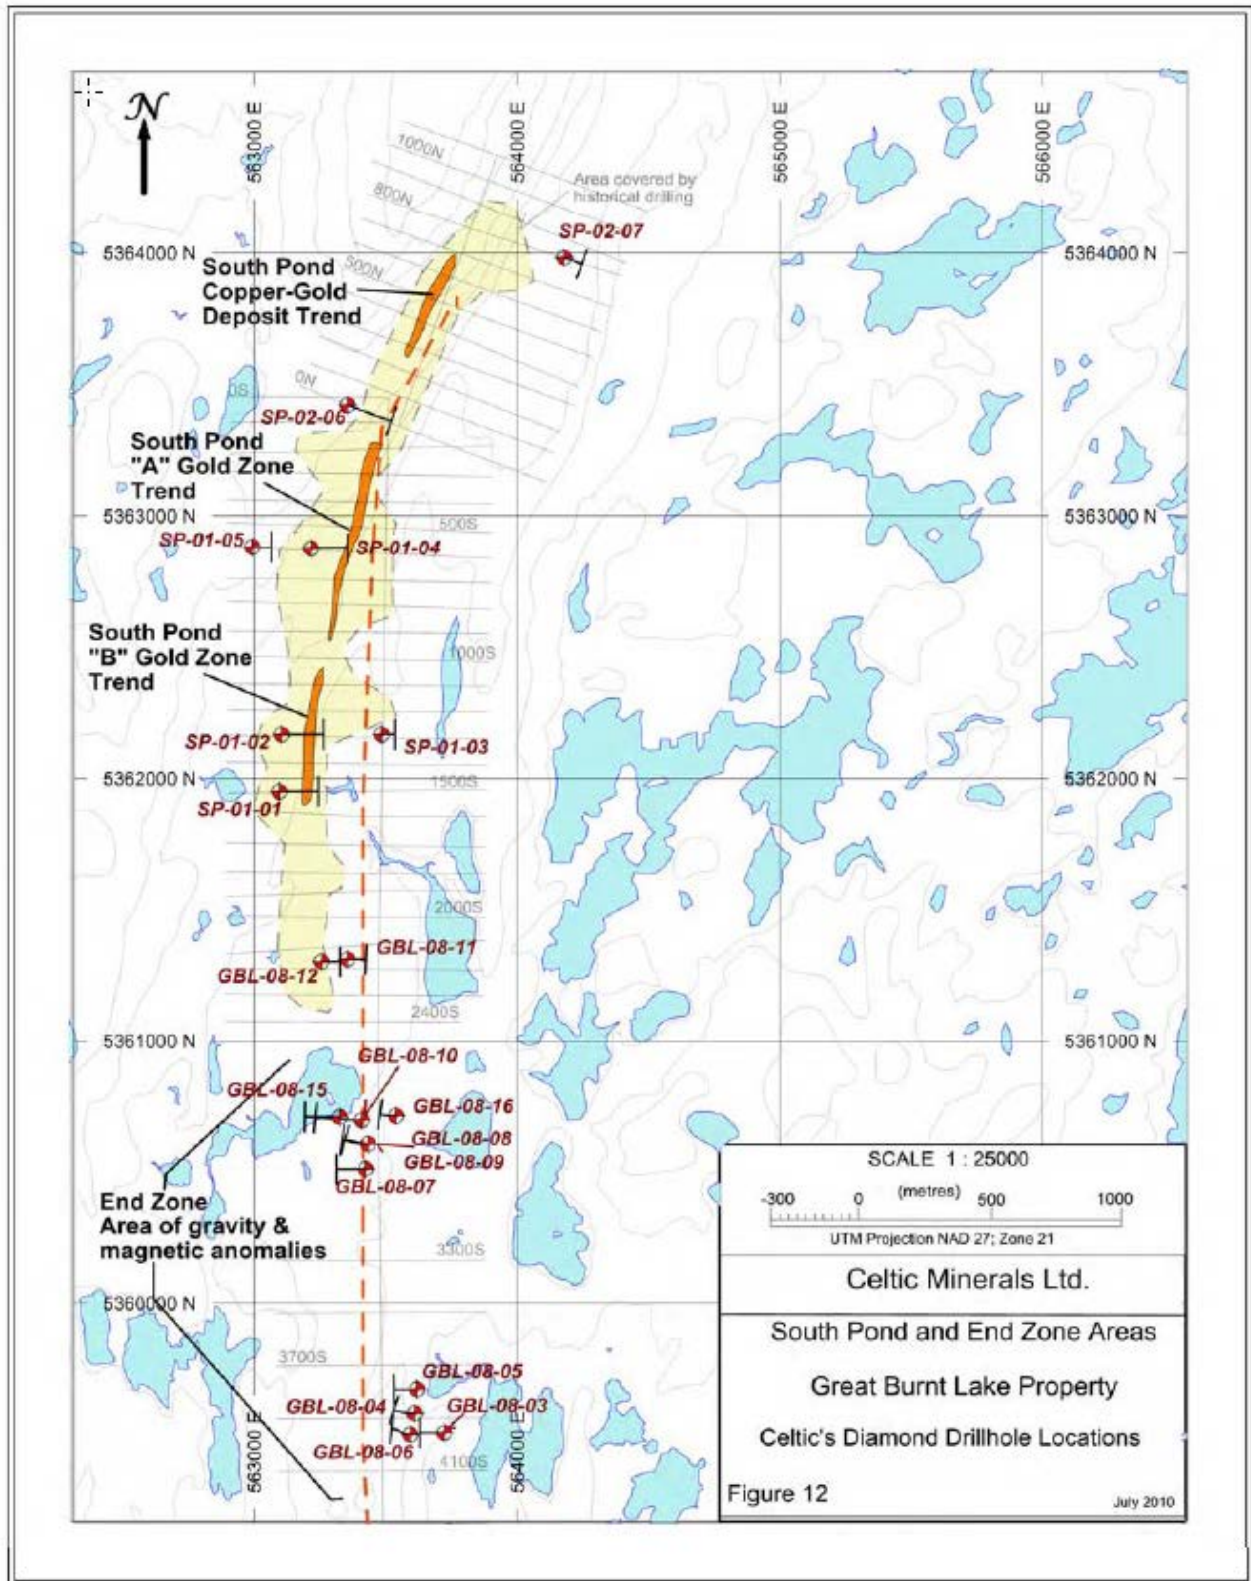 N
563000 E
564000 E
565000 E
566000 E
1000N
800N
500N
0N
0S
Area covered by
historical drilling
SP-02-07
5364000 N
5364000 N
South Pond
Copper-Gold
Deposit Trend
SP-02-06
South Pond
"A" Gold Zone
Trend
5363000 N
5363000 N
500S
SP-01-05
SP-01-04
South Pond
"B" Gold Zone
Trend
1000S
SP-01-02
SP-01-03
5362000 N
5362000 N
1500S
SP-01-01
2000S
GBL-08-11
GBL-08-12
2400S
5361000 N
5361000 N
GBL-08-10
GBL-08-15
GBL-08-16
GBL-08-08
GBL-08-09
GBL-08-07
End Zone
Area of gravity &
magnetic anomalies
3300S
5360000 N
3700S
GBL-08-05
GBL-08-04
GBL-08-03
GBL-08-06
4100S
563000 E
564000 E
SCALE 1 : 25000
-300 0 (metres) 500 1000
UTM Projection NAD 27; Zone 21
Celtic Minerals Ltd.
South Pond and End Zone Areas
Great Burnt Lake Property
Celtic's Diamond Drillhole Locations
Figure 12
July 2010